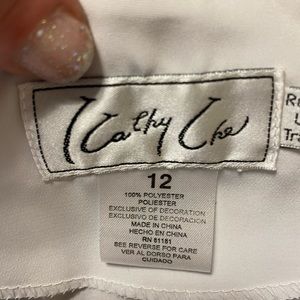 Kathy Che
12
100% POLYESTER
POLIESTER
EXCLUSIVE OF DECORATION
EXCLUSIVO DE DECORACION
MADE IN CHINA
HECHO EN CHINA
RN 81181
SEE REVERSE FOR CARE
VER AL DORSO PARA
CUIDADO